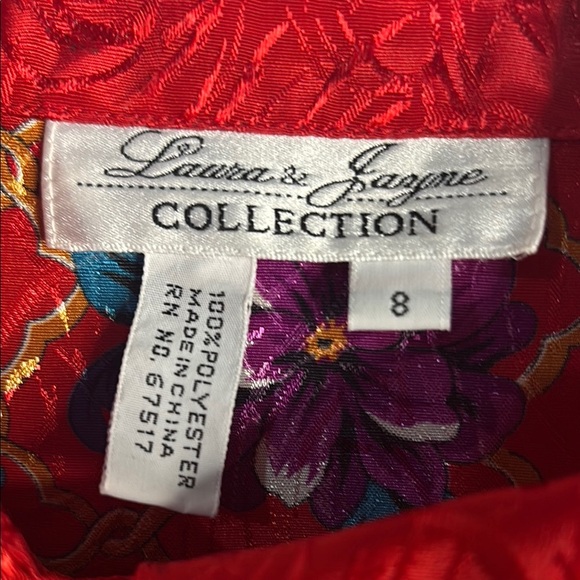 Laura & Jayne
COLLECTION
100% POLYESTER
MADE IN CHINA
RN NO. 67517
8